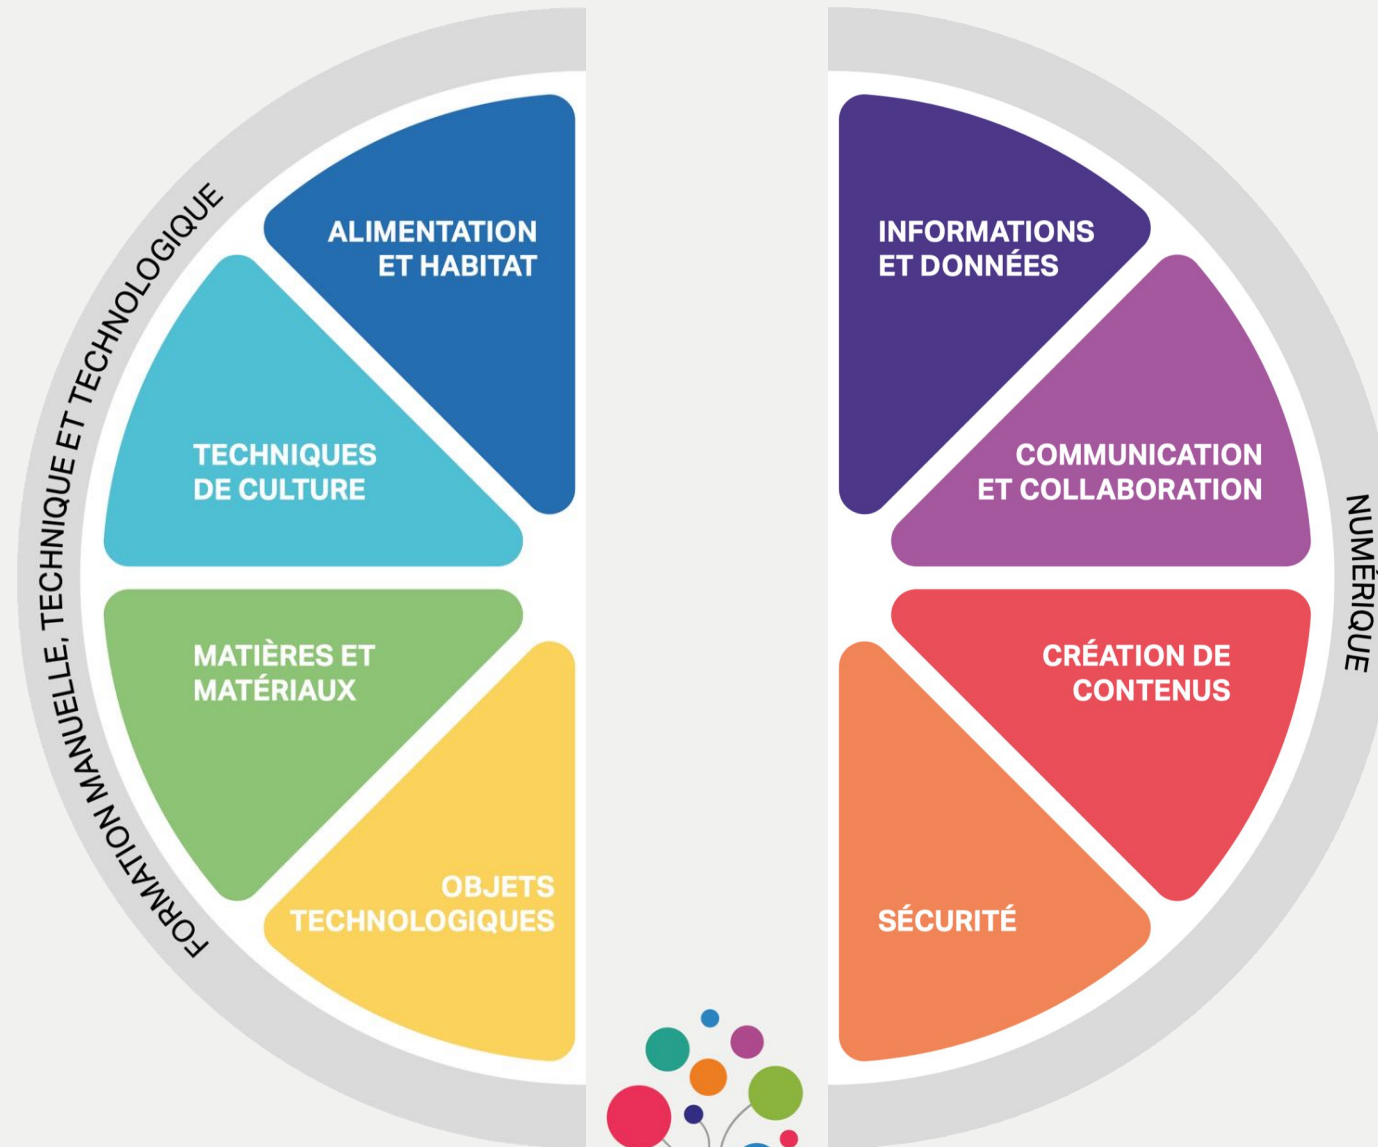 FORMATION MANUELLE, TECHNIQUE ET TECHNOLOGIQUE
ALIMENTATION
ET HABITAT
TECHNIQUES
DE CULTURE
MATIÈRES ET
MATÉRIAUX
OBJETS
TECHNOLOGIQUES
INFORMATIONS
ET DONNÉES
COMMUNICATION
ET COLLABORATION
CRÉATION DE
CONTENUS
SÉCURITÉ
NUMÉRIQUE